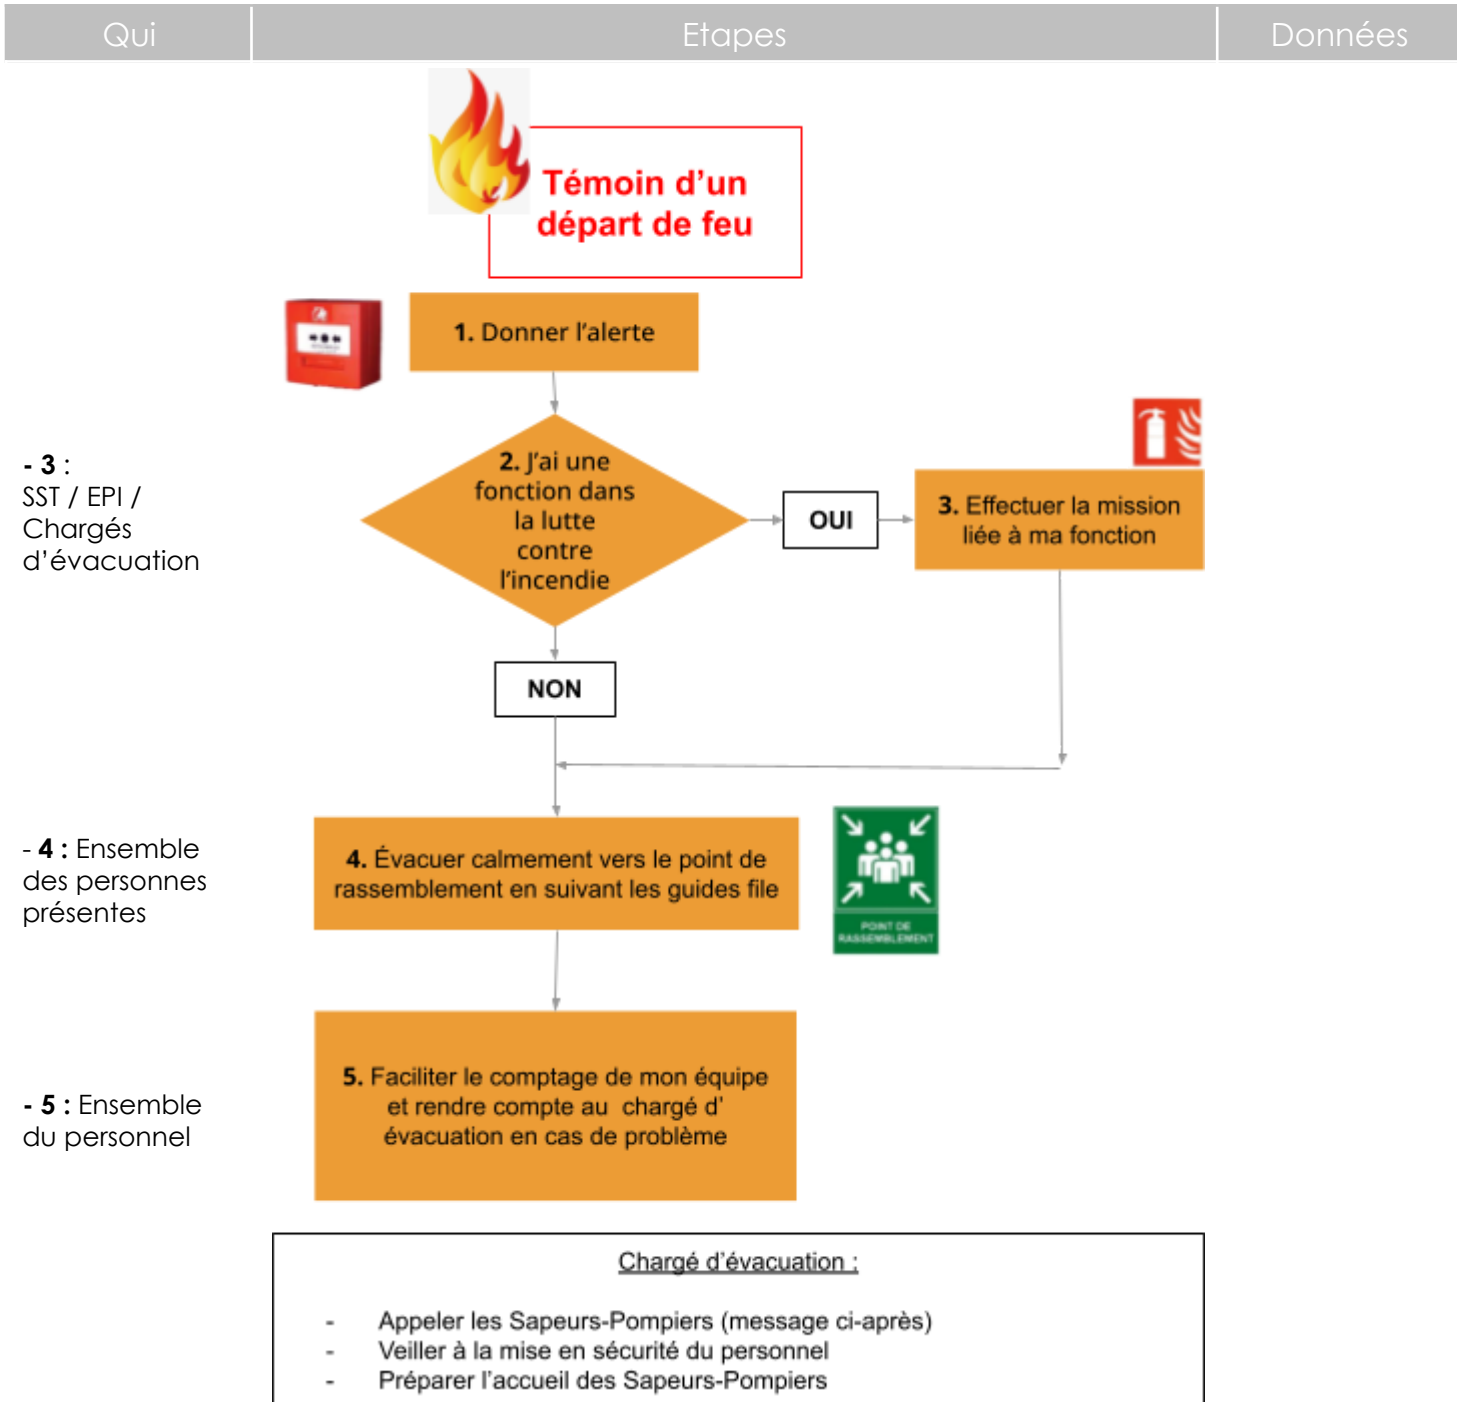 Qui
Etapes
Données
Témoin d'un
départ de feu
1. Donner l'alerte
- 3 :
SST / EPI /
Chargés
d'évacuation
2. J'ai une
fonction dans
la lutte
contre
l'incendie
OUI
3. Effectuer la mission
liée à ma fonction
NON
- 4 : Ensemble
des personnes
présentes
4. Évacuer calmement vers le point de
rassemblement en suivant les guides file
POINT DE
RASSEMBLEMENT
- 5 : Ensemble
du personnel
5. Faciliter le comptage de mon équipe
et rendre compte au chargé d'
évacuation en cas de problème
Chargé d'évacuation :
- Appeler les Sapeurs-Pompiers (message ci-après)
- Veiller à la mise en sécurité du personnel
- Préparer l'accueil des Sapeurs-Pompiers